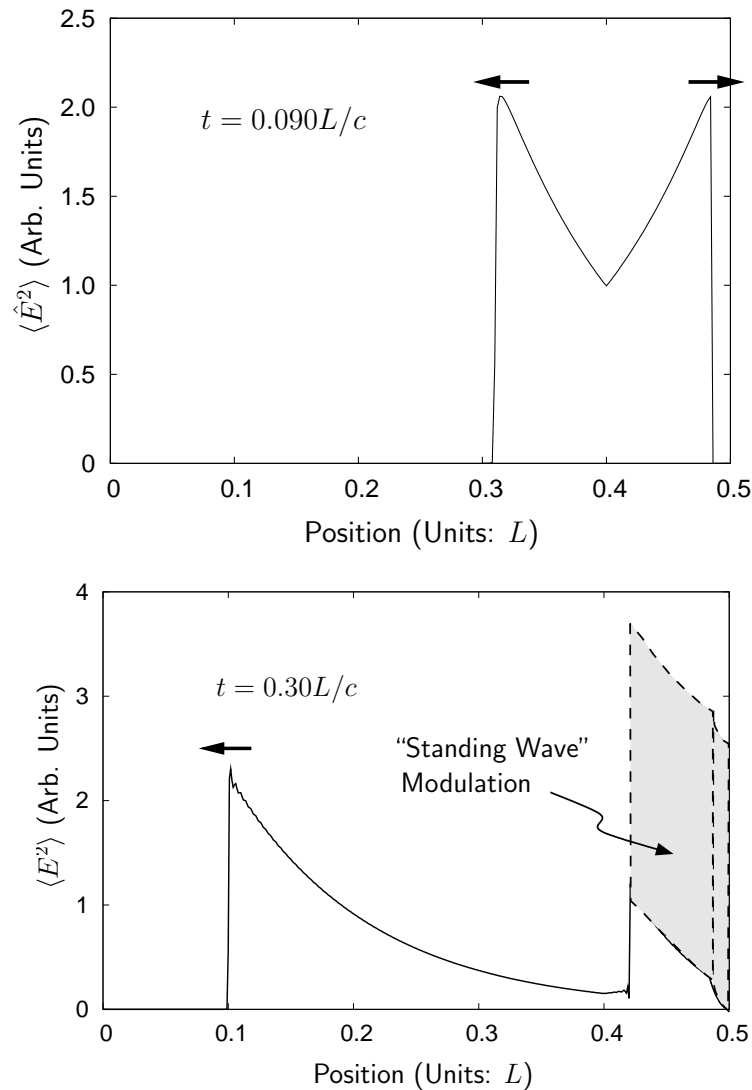 2.5
2.0
1.5
1.0
0.5
0
t = 0.090L/c
⟨Ê²⟩ (Arb. Units)
0 0.1 0.2 0.3 0.4 0.5
Position (Units: L)
4
3
2
1
0
t = 0.30L/c
“Standing Wave”
Modulation
⟨E²⟩ (Arb. Units)
0 0.1 0.2 0.3 0.4 0.5
Position (Units: L)